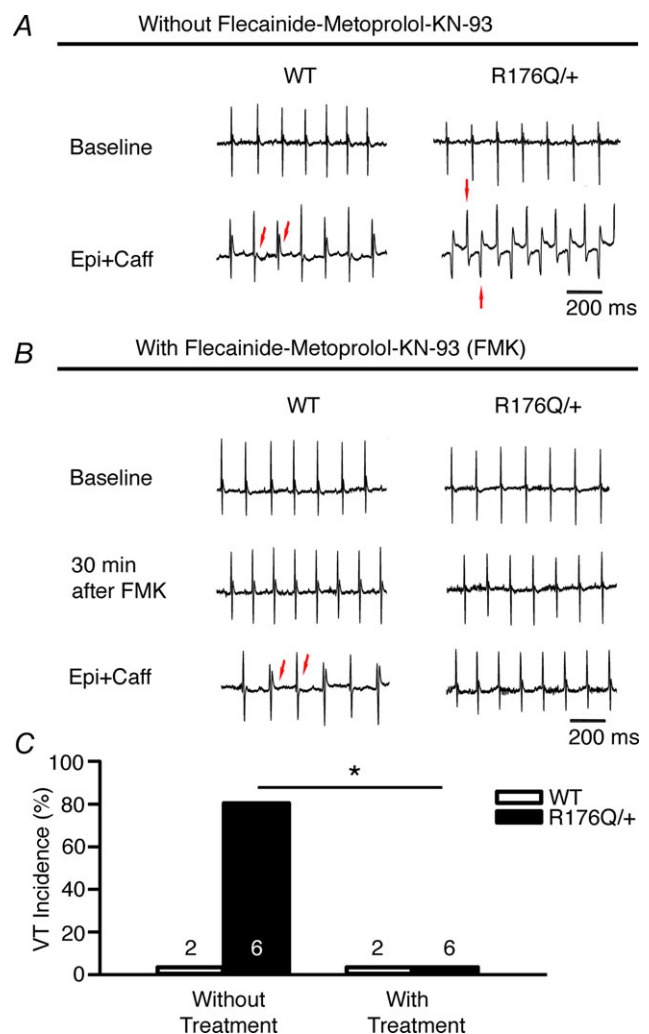 A Without Flecainide-Metoprolol-KN-93
WT R176Q/+
Baseline
Epi+Caff
200 ms
B With Flecainide-Metoprolol-KN-93 (FMK)
WT R176Q/+
Baseline
30 min
after FMK
Epi+Caff
200 ms
C
100
80
60
40
20
0
VT Incidence (%)
*
WT
R176Q/+
2 6 2 6
Without With
Treatment Treatment